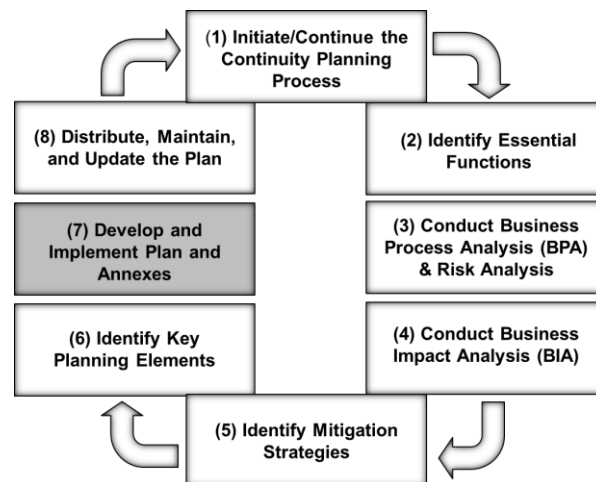 (1) Initiate/Continue the
Continuity Planning
Process
(2) Identify Essential
Functions
(3) Conduct Business
Process Analysis (BPA)
& Risk Analysis
(4) Conduct Business
Impact Analysis (BIA)
(5) Identify Mitigation
Strategies
(6) Identify Key
Planning Elements
(7) Develop and
Implement Plan and
Annexes
(8) Distribute, Maintain,
and Update the Plan